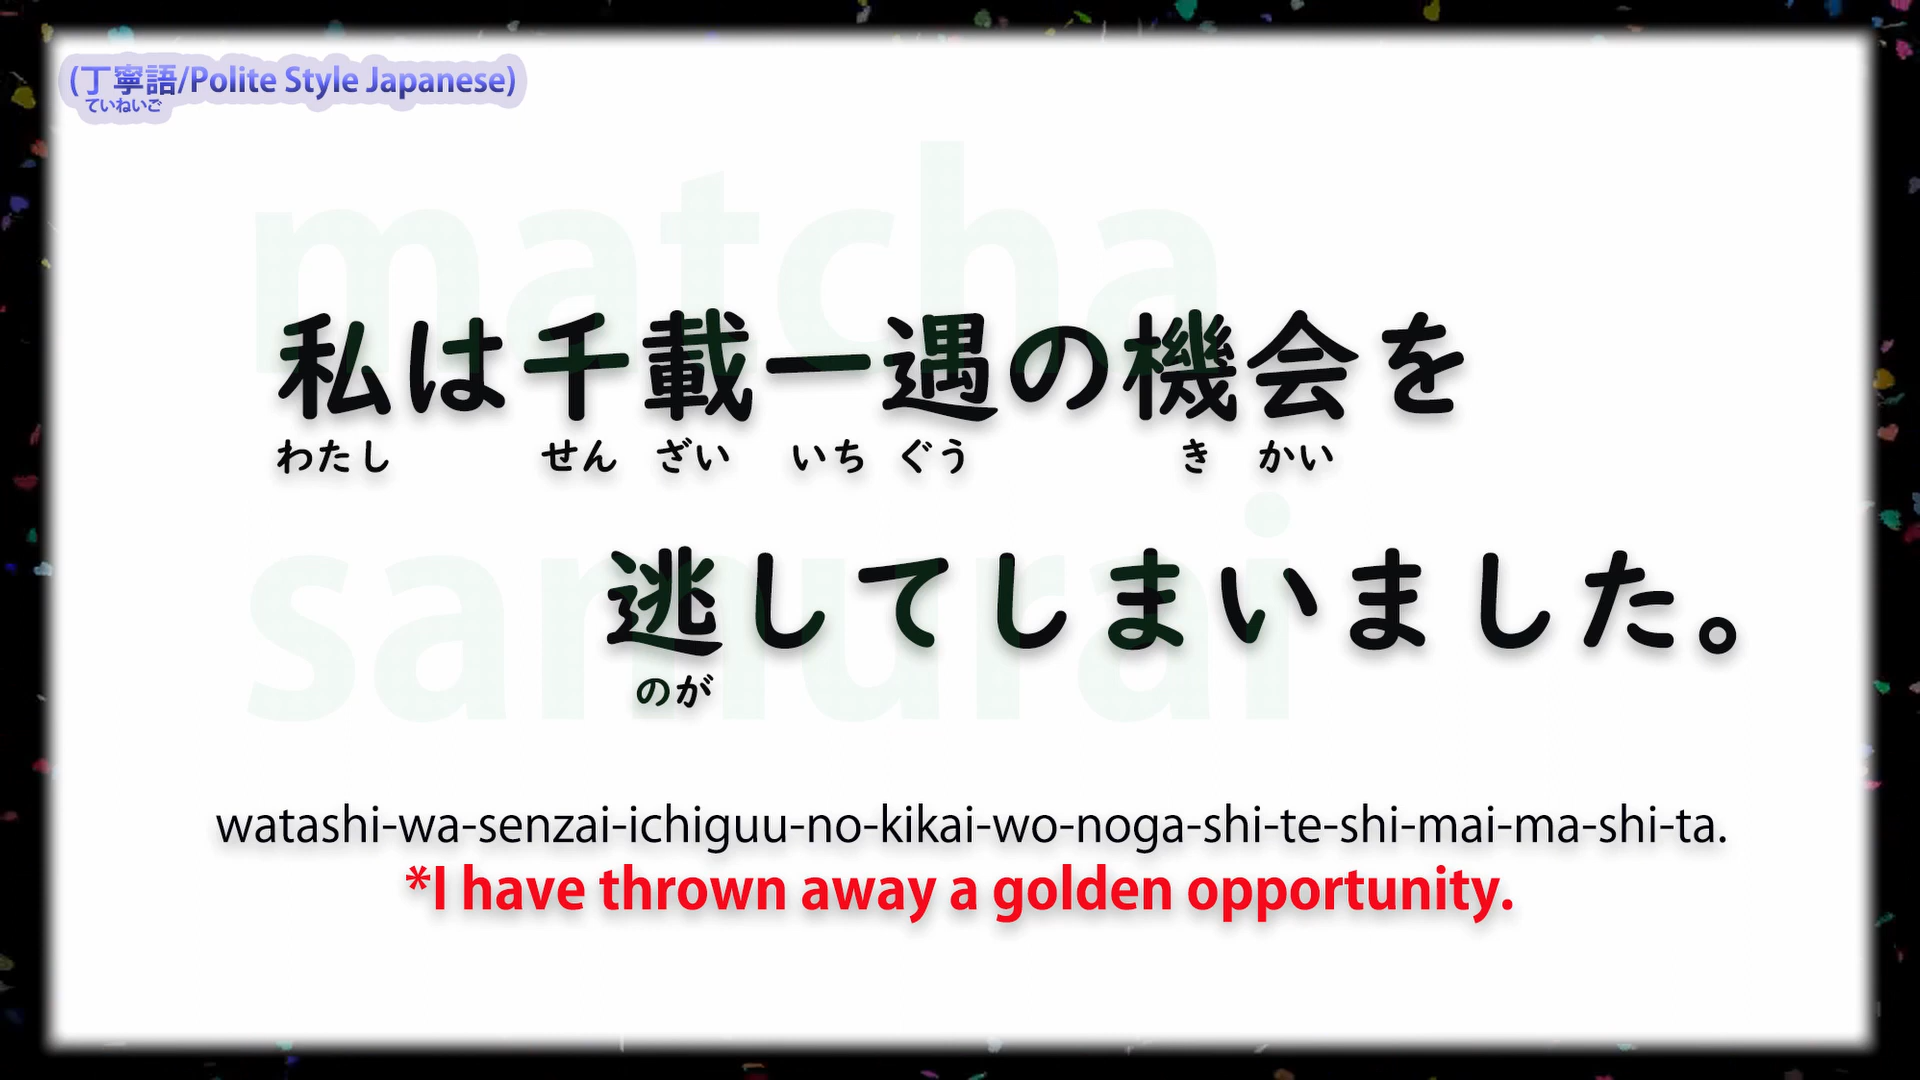 (丁寧語/Polite Style Japanese)
ていねいご
matcha
私は千載一遇の機会を
わたし せん ざい いち ぐう き かい
samurai
逃してしまいました。
のが
watashi-wa-senzai-ichiguu-no-kikai-wo-noga-shi-te-shi-mai-ma-shi-ta.
*I have thrown away a golden opportunity.